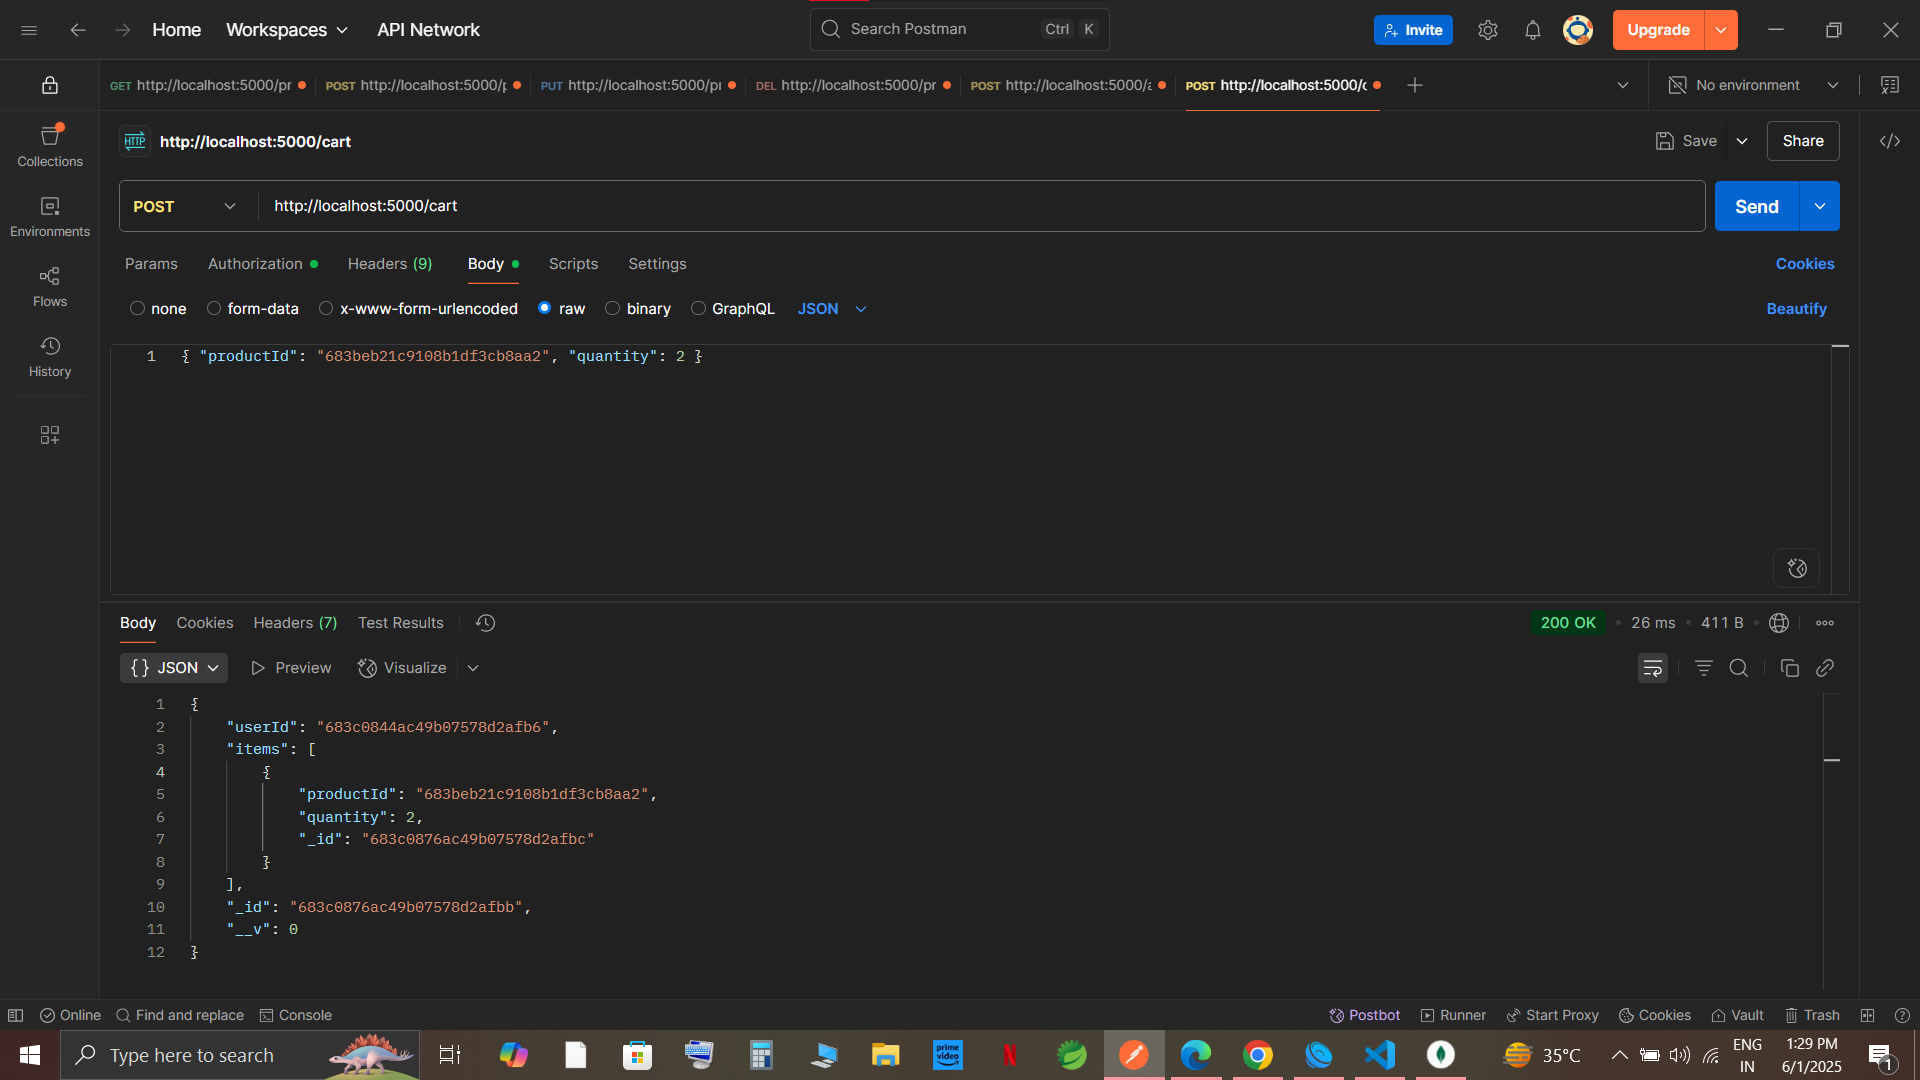 Home Workspaces API Network Search Postman Ctrl K Invite Upgrade
GET http://localhost:5000/pr POST http://localhost:5000/p PUT http://localhost:5000/pr DEL http://localhost:5000/pr POST http://localhost:5000/a POST http://localhost:5000/c No environment
HTTP http://localhost:5000/cart Save Share
Collections
Environments
Flows
History
POST http://localhost:5000/cart Send
Params Authorization Headers (9) Body Scripts Settings Cookies
none form-data x-www-form-urlencoded raw binary GraphQL JSON Beautify
1 { "productId": "683beb21c9108b1df3cb8aa2", "quantity": 2 }
Body Cookies Headers (7) Test Results 200 OK • 26 ms • 411 B
{} JSON Preview Visualize
1 {
2 "userId": "683c0844ac49b07578d2afb6",
3 "items": [
4 {
5 "productId": "683beb21c9108b1df3cb8aa2",
6 "quantity": 2,
7 "_id": "683c0876ac49b07578d2afbc"
8 }
9 ],
10 "_id": "683c0876ac49b07578d2afbb",
11 "__v": 0
12 }
Online Find and replace Console Postbot Runner Start Proxy Cookies Vault Trash
Type here to search prime video N 35°C ENG IN 1:29 PM 6/1/2025 1